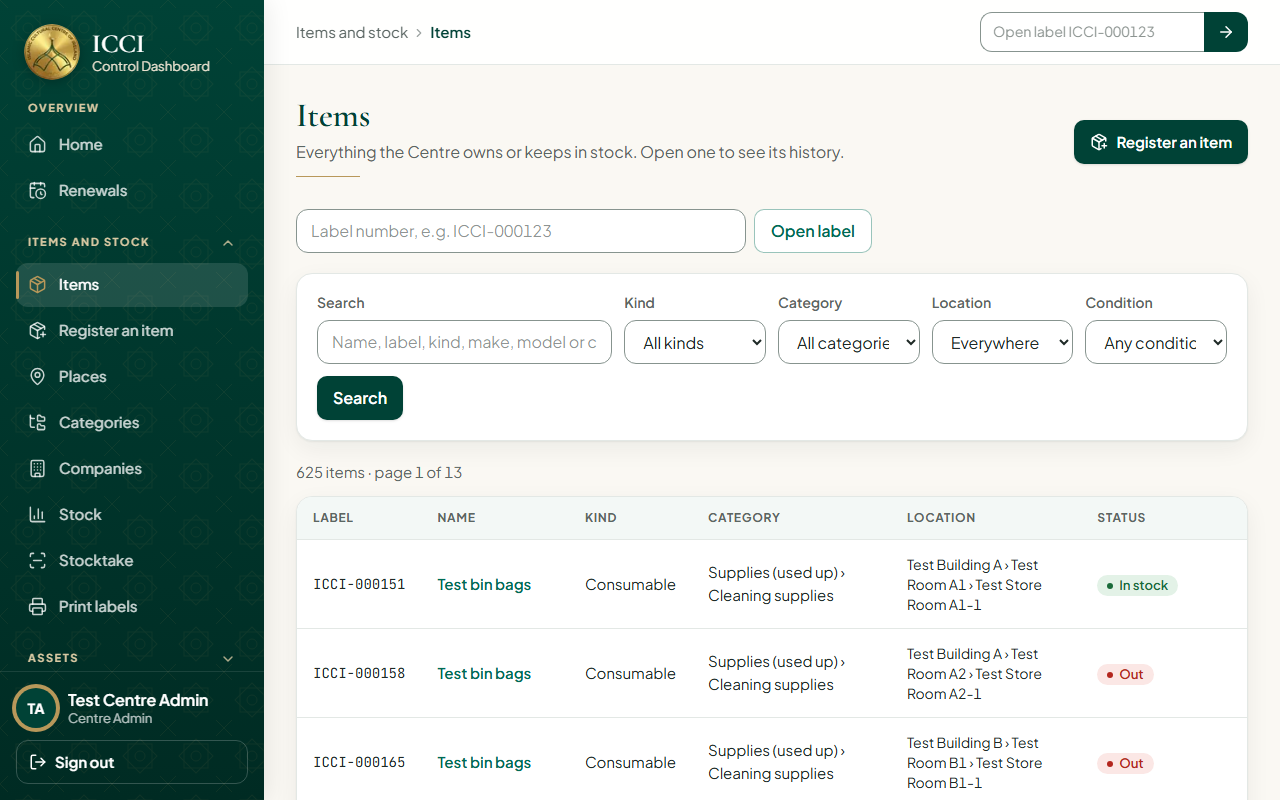 ICCI
Control Dashboard
OVERVIEW
Home
Renewals
ITEMS AND STOCK
Items
Register an item
Places
Categories
Companies
Stock
Stocktake
Print labels
ASSETS
TA
Test Centre Admin
Centre Admin
Sign out
Items and stock › Items
Open label ICCI-000123
Items
Everything the Centre owns or keeps in stock. Open one to see its history.
Register an item
Label number, e.g. ICCI-000123
Open label
Search
Kind
Category
Location
Condition
Name, label, kind, make, model or c
All kinds
All categorie
Everywhere
Any conditic
Search
625 items · page 1 of 13
LABEL NAME KIND CATEGORY LOCATION STATUS
ICCI-000151
Test bin bags
Consumable
Supplies (used up) ›
Cleaning supplies
Test Building A › Test
Room A1 › Test Store
Room A1-1
In stock
ICCI-000158
Test bin bags
Consumable
Supplies (used up) ›
Cleaning supplies
Test Building A › Test
Room A2 › Test Store
Room A2-1
Out
ICCI-000165
Test bin bags
Consumable
Supplies (used up) ›
Cleaning supplies
Test Building B › Test
Room B1 › Test Store
Room B1-1
Out